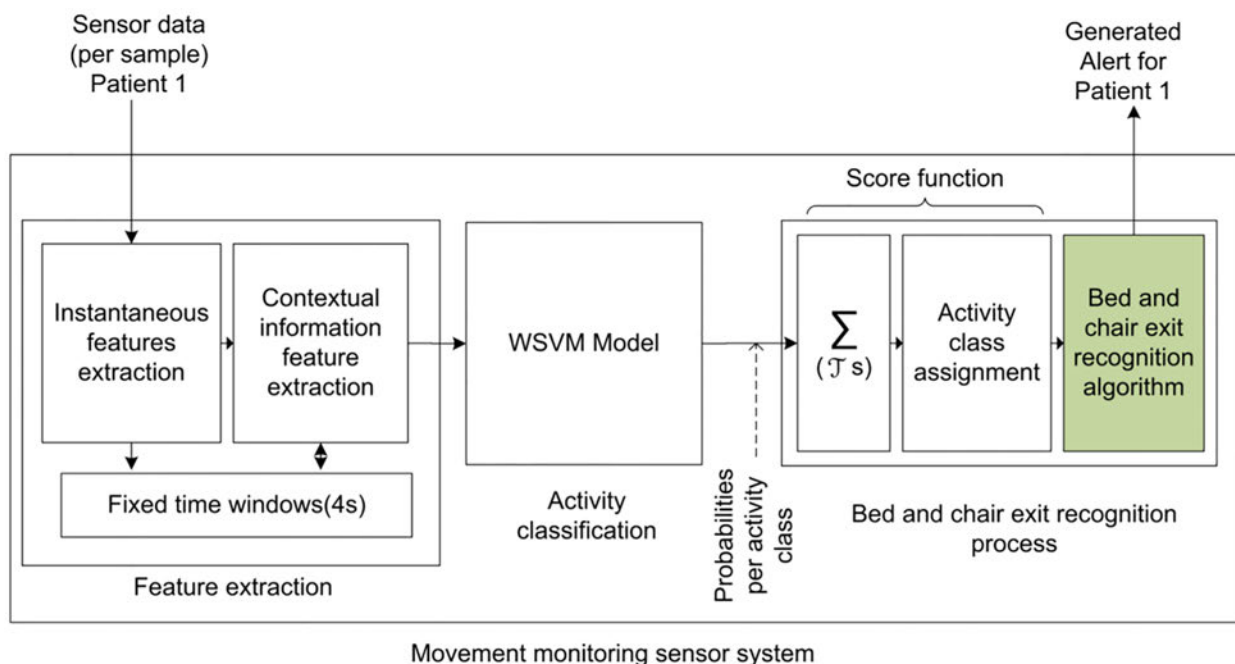 Sensor data
(per sample)
Patient 1
Generated
Alert for
Patient 1
Score function
Instantaneous
features
extraction
Contextual
information
feature
extraction
WSVM Model
Σ
(𝒯 s)
Activity
class
assignment
Bed and
chair exit
recognition
algorithm
Fixed time windows(4s)
Activity
classification
Probabilities
per activity
class
Bed and chair exit recognition
process
Feature extraction
Movement monitoring sensor system